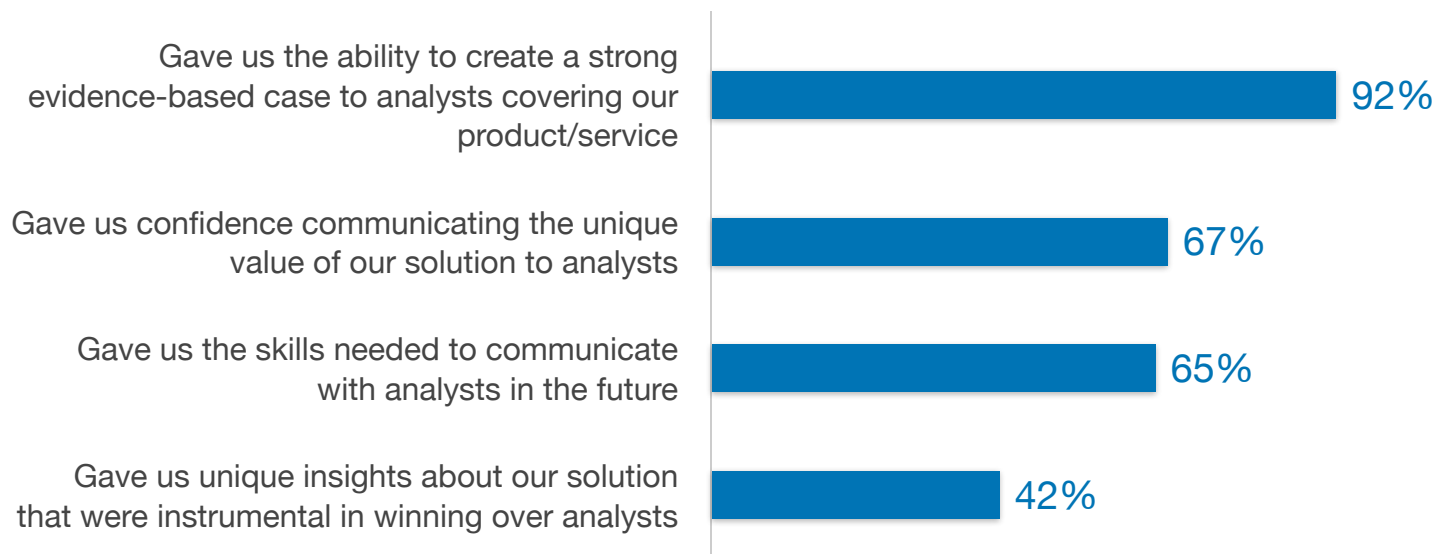 Gave us the ability to create a strong
evidence-based case to analysts covering our
product/service
92%
Gave us confidence communicating the unique
value of our solution to analysts
67%
Gave us the skills needed to communicate
with analysts in the future
65%
Gave us unique insights about our solution
that were instrumental in winning over analysts
42%